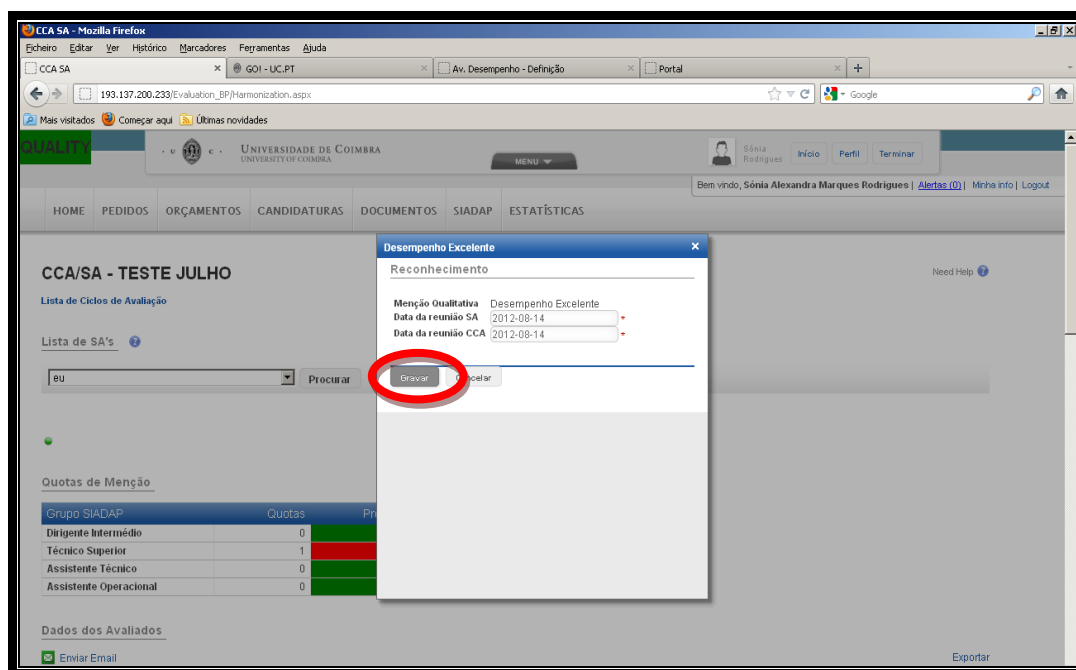 CCA SA - Mozilla Firefox
Ficheiro Editar Ver Histórico Marcadores Ferramentas Ajuda
CCA SA × GO! - UC.PT × Av. Desempenho - Definição × Portal × +
193.137.200.233/Evaluation_BP/Harmonization.aspx Google
Mais visitados Começar aqui Últimas novidades
QUALITY
· U C · UNIVERSIDADE DE COIMBRA
UNIVERSITY OF COIMBRA
MENU
Sónia
Rodrigues
Início Perfil Terminar
Bem vindo, Sónia Alexandra Marques Rodrigues | Alertas (0) | Minha info | Logout
HOME PEDIDOS ORÇAMENTOS CANDIDATURAS DOCUMENTOS SIADAP ESTATÍSTICAS
Desempenho Excelente ×
Reconhecimento
Menção Qualitativa Desempenho Excelente
Data da reunião SA 2012-08-14 *
Data da reunião CCA 2012-08-14 *
Gravar
CCA/SA - TESTE JULHO
Need Help ?
Lista de Ciclos de Avaliação
Lista de SA's ?
eu Procurar
Quotas de Menção
Grupo SIADAP Quotas
Dirigente Intermédio 0
Técnico Superior 1
Assistente Técnico 0
Assistente Operacional 0
Dados dos Avaliados
Enviar Email Exportar